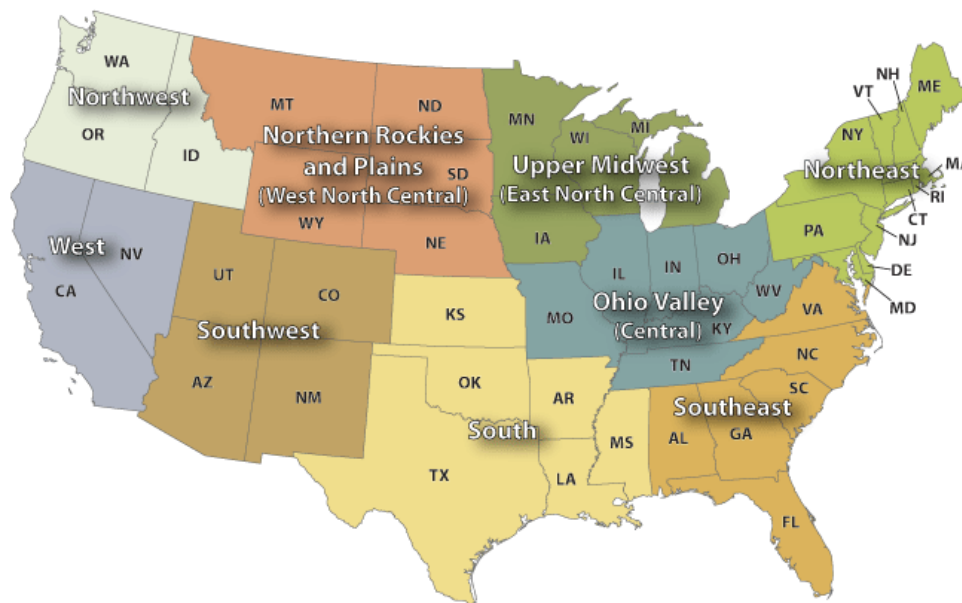 WA
Northwest
OR
ID
MT
ND
Northern Rockies
and Plains
(West North Central)
SD
WY
NE
MN
WI
MI
Upper Midwest
(East North Central)
IA
NH
VT
ME
NY
Northeast
MA
RI
CT
PA
NJ
DE
MD
West
NV
CA
UT
CO
Southwest
AZ
NM
KS
OK
AR
South
TX
LA
MS
IL
IN
OH
WV
Ohio Valley
(Central)
MO
KY
TN
VA
NC
SC
Southeast
AL
GA
FL